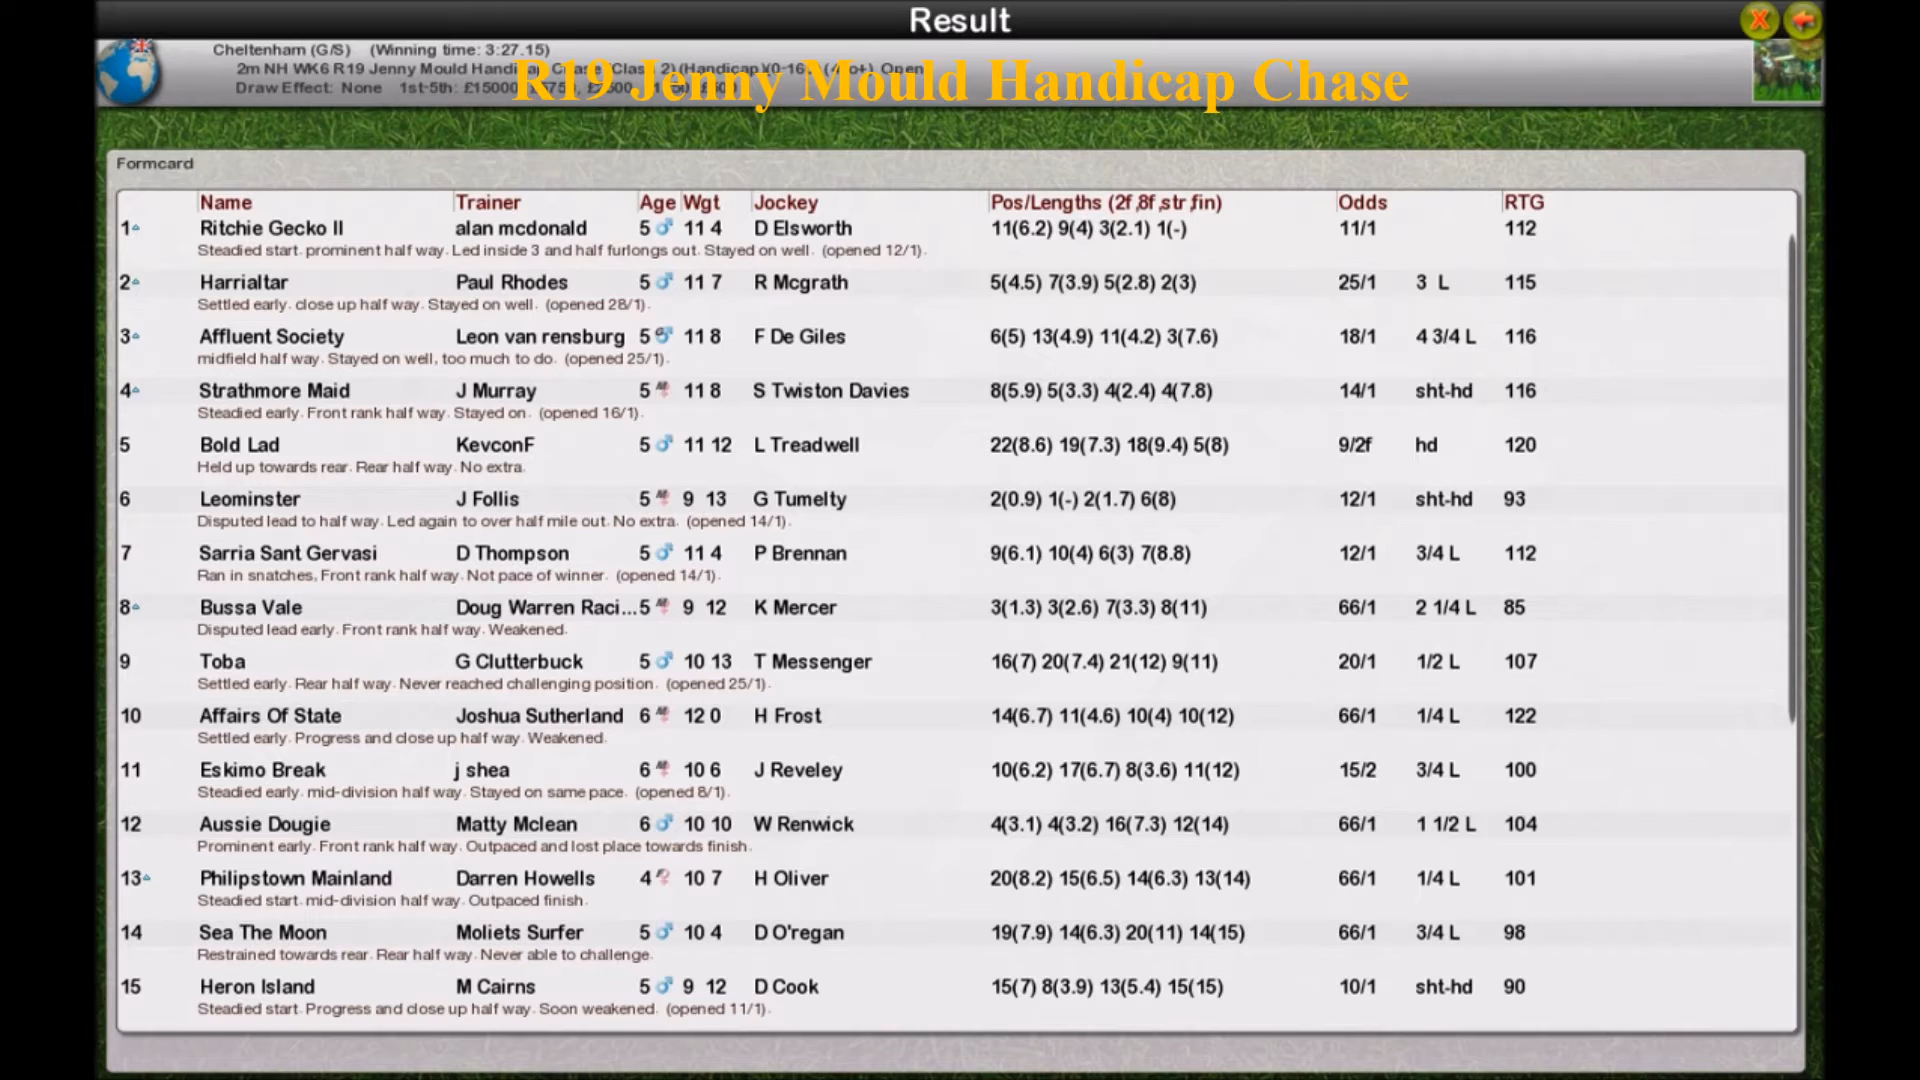 Result
Cheltenham (G/S) (Winning time: 3:27.15)
2m NH WK6 R19 Jenny Mould Handicap Chase (Class 2) (Handicap) Open
R19 Jenny Mould Handicap Chase
Draw Effect: None 1st-5th: £15000
Formcard
Name Trainer Age Wgt Jockey Pos/Lengths (2f,8f,str,fin) Odds RTG
1 Ritchie Gecko II alan mcdonald 5 11 4 D Elsworth 11(6.2) 9(4) 3(2.1) 1(-) 11/1 112
Steadied start. prominent half way. Led inside 3 and half furlongs out. Stayed on well. (opened 12/1).
2 Harrialtar Paul Rhodes 5 11 7 R Mcgrath 5(4.5) 7(3.9) 5(2.8) 2(3) 25/1 3 L 115
Settled early. close up half way. Stayed on well. (opened 28/1).
3 Affluent Society Leon van rensburg 5 11 8 F De Giles 6(5) 13(4.9) 11(4.2) 3(7.6) 18/1 4 3/4 L 116
midfield half way. Stayed on well, too much to do. (opened 25/1).
4 Strathmore Maid J Murray 5 11 8 S Twiston Davies 8(5.9) 5(3.3) 4(2.4) 4(7.8) 14/1 sht-hd 116
Steadied early. Front rank half way. Stayed on. (opened 16/1).
5 Bold Lad KevconF 5 11 12 L Treadwell 22(8.6) 19(7.3) 18(9.4) 5(8) 9/2f hd 120
Held up towards rear. Rear half way. No extra.
6 Leominster J Follis 5 9 13 G Tumelty 2(0.9) 1(-) 2(1.7) 6(8) 12/1 sht-hd 93
Disputed lead to half way. Led again to over half mile out. No extra. (opened 14/1).
7 Sarria Sant Gervasi D Thompson 5 11 4 P Brennan 9(6.1) 10(4) 6(3) 7(8.8) 12/1 3/4 L 112
Ran in snatches, Front rank half way. Not pace of winner. (opened 14/1).
8 Bussa Vale Doug Warren Raci... 5 9 12 K Mercer 3(1.3) 3(2.6) 7(3.3) 8(11) 66/1 2 1/4 L 85
Disputed lead early. Front rank half way. Weakened.
9 Toba G Clutterbuck 5 10 13 T Messenger 16(7) 20(7.4) 21(12) 9(11) 20/1 1/2 L 107
Settled early. Rear half way. Never reached challenging position. (opened 25/1).
10 Affairs Of State Joshua Sutherland 6 12 0 H Frost 14(6.7) 11(4.6) 10(4) 10(12) 66/1 1/4 L 122
Settled early. Progress and close up half way. Weakened.
11 Eskimo Break j shea 6 10 6 J Reveley 10(6.2) 17(6.7) 8(3.6) 11(12) 15/2 3/4 L 100
Steadied early. mid-division half way. Stayed on same pace. (opened 8/1).
12 Aussie Dougie Matty Mclean 6 10 10 W Renwick 4(3.1) 4(3.2) 16(7.3) 12(14) 66/1 1 1/2 L 104
Prominent early. Front rank half way. Outpaced and lost place towards finish.
13 Philipstown Mainland Darren Howells 4 10 7 H Oliver 20(8.2) 15(6.5) 14(6.3) 13(14) 66/1 1/4 L 101
Steadied start. mid-division half way. Outpaced finish.
14 Sea The Moon Moliets Surfer 5 10 4 D O'regan 19(7.9) 14(6.3) 20(11) 14(15) 66/1 3/4 L 98
Restrained towards rear. Rear half way. Never able to challenge.
15 Heron Island M Cairns 5 9 12 D Cook 15(7) 8(3.9) 13(5.4) 15(15) 10/1 sht-hd 90
Steadied start. Progress and close up half way. Soon weakened. (opened 11/1).